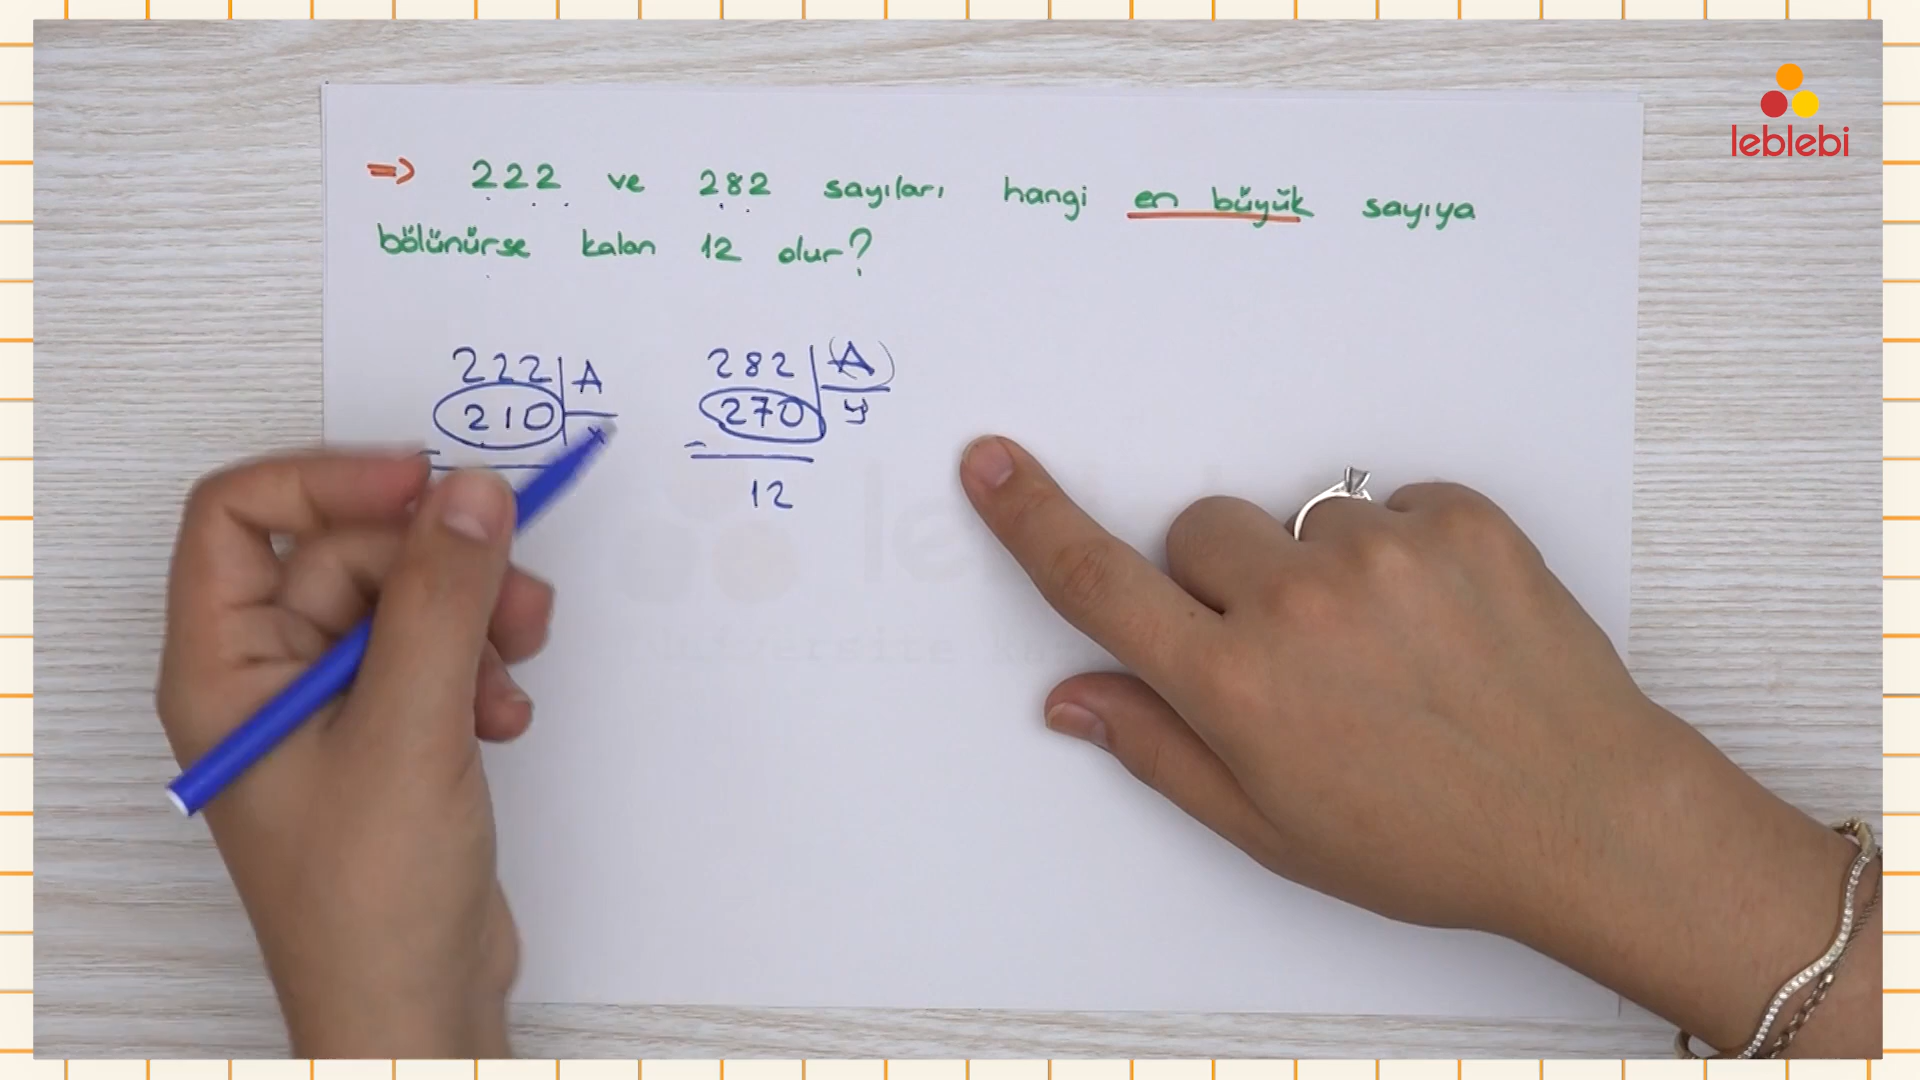 leblebi
⇒ 222 ve 282 sayıları hangi en büyük sayıya
bölünürse kalan 12 olur?
222 A
210 x
282 (A)
270 y
-
12